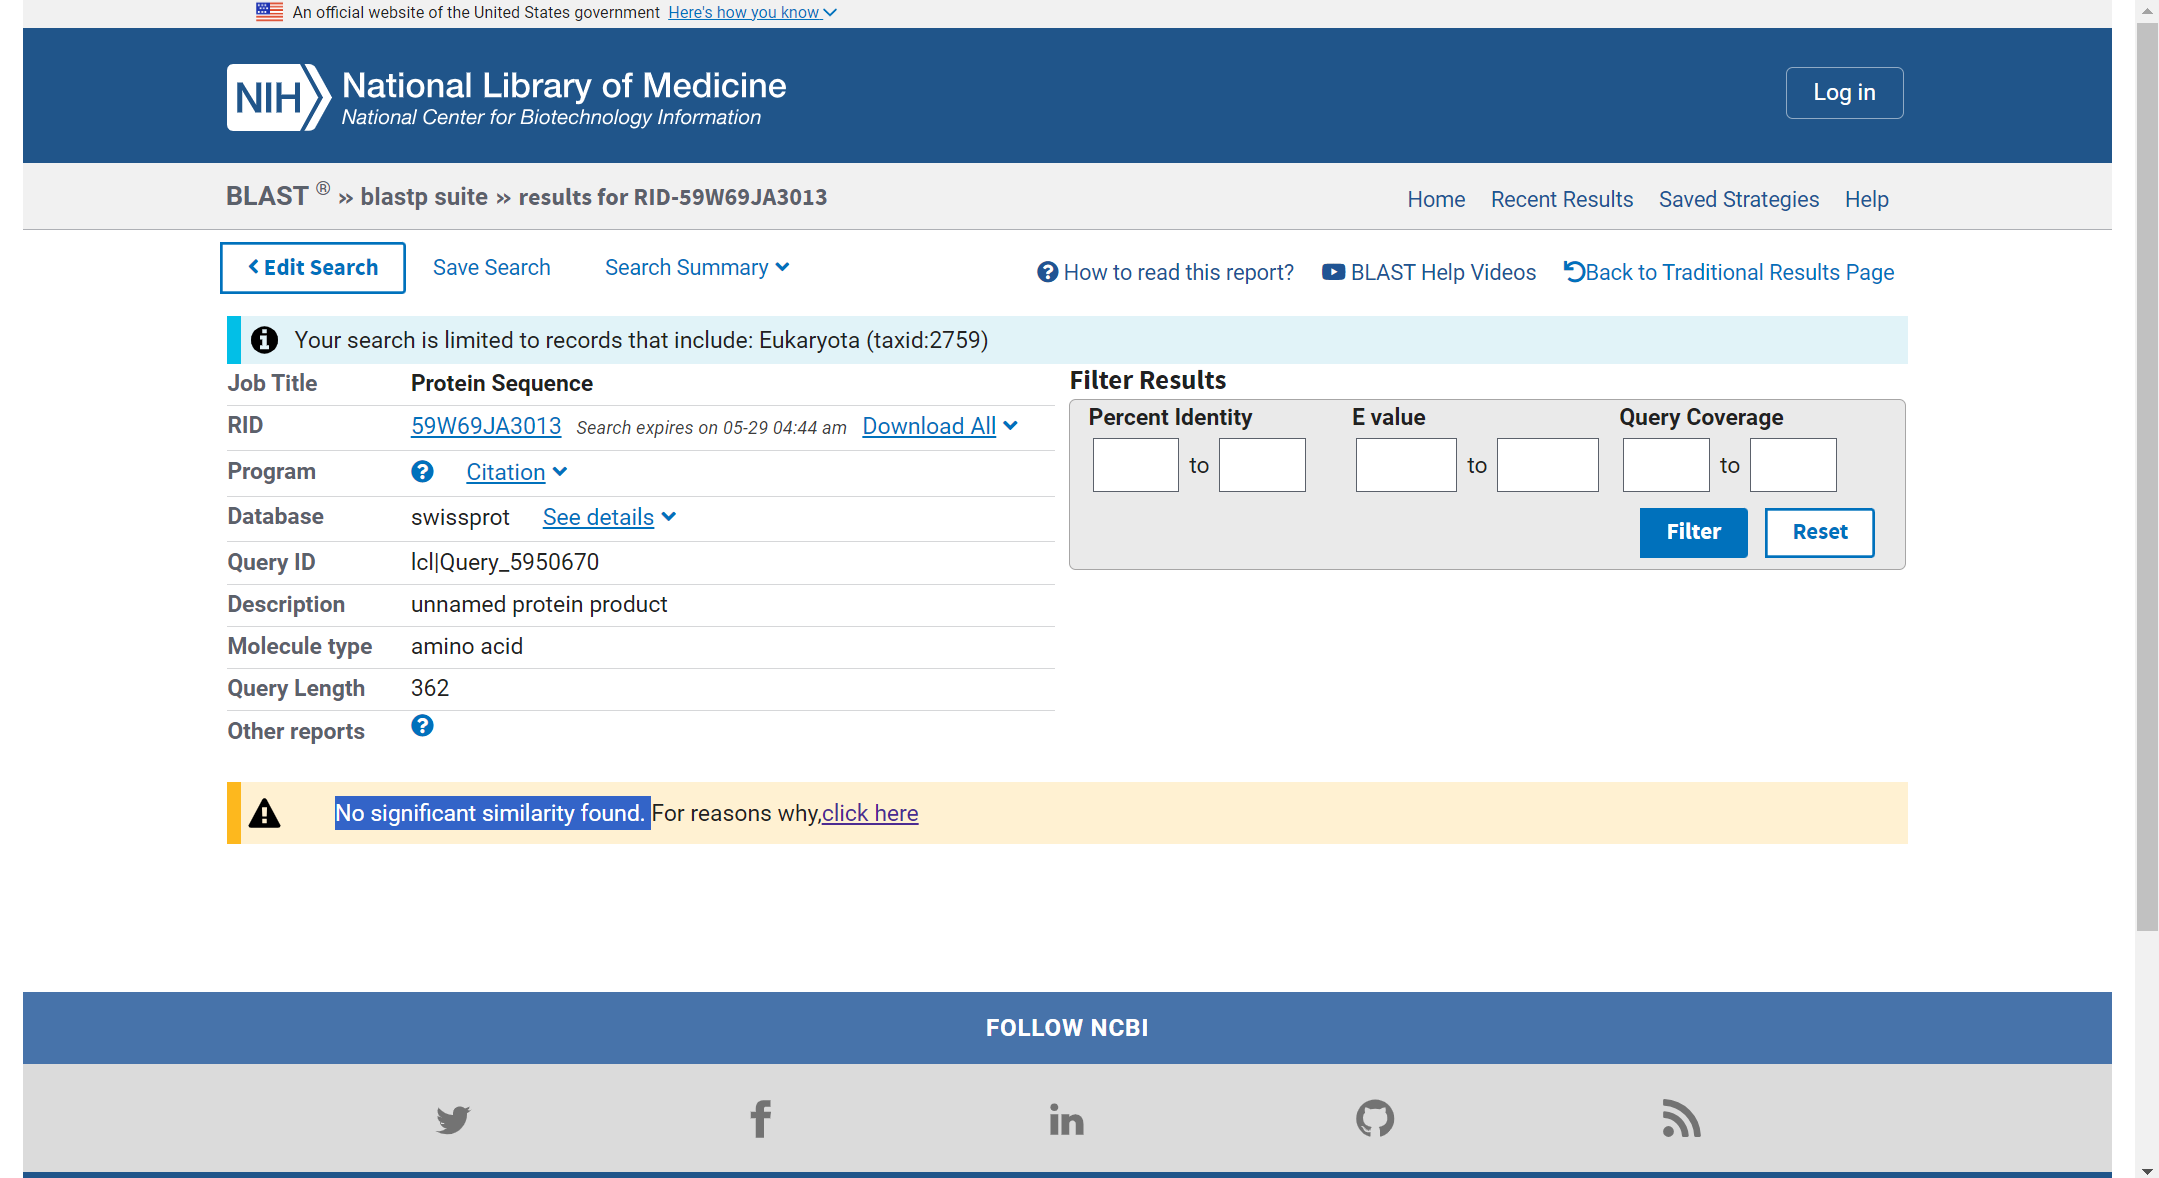 An official website of the United States government Here's how you know
NIH National Library of Medicine
National Center for Biotechnology Information
Log in
BLAST ® » blastp suite » results for RID-59W69JA3013
Home Recent Results Saved Strategies Help
Edit Search Save Search Search Summary
How to read this report? BLAST Help Videos Back to Traditional Results Page
Your search is limited to records that include: Eukaryota (taxid:2759)
Job Title Protein Sequence
RID 59W69JA3013 Search expires on 05-29 04:44 am Download All
Program Citation
Database swissprot See details
Query ID lcl|Query_5950670
Description unnamed protein product
Molecule type amino acid
Query Length 362
Other reports
Filter Results
Percent Identity E value Query Coverage
to to to
Filter Reset
No significant similarity found. For reasons why,click here
FOLLOW NCBI